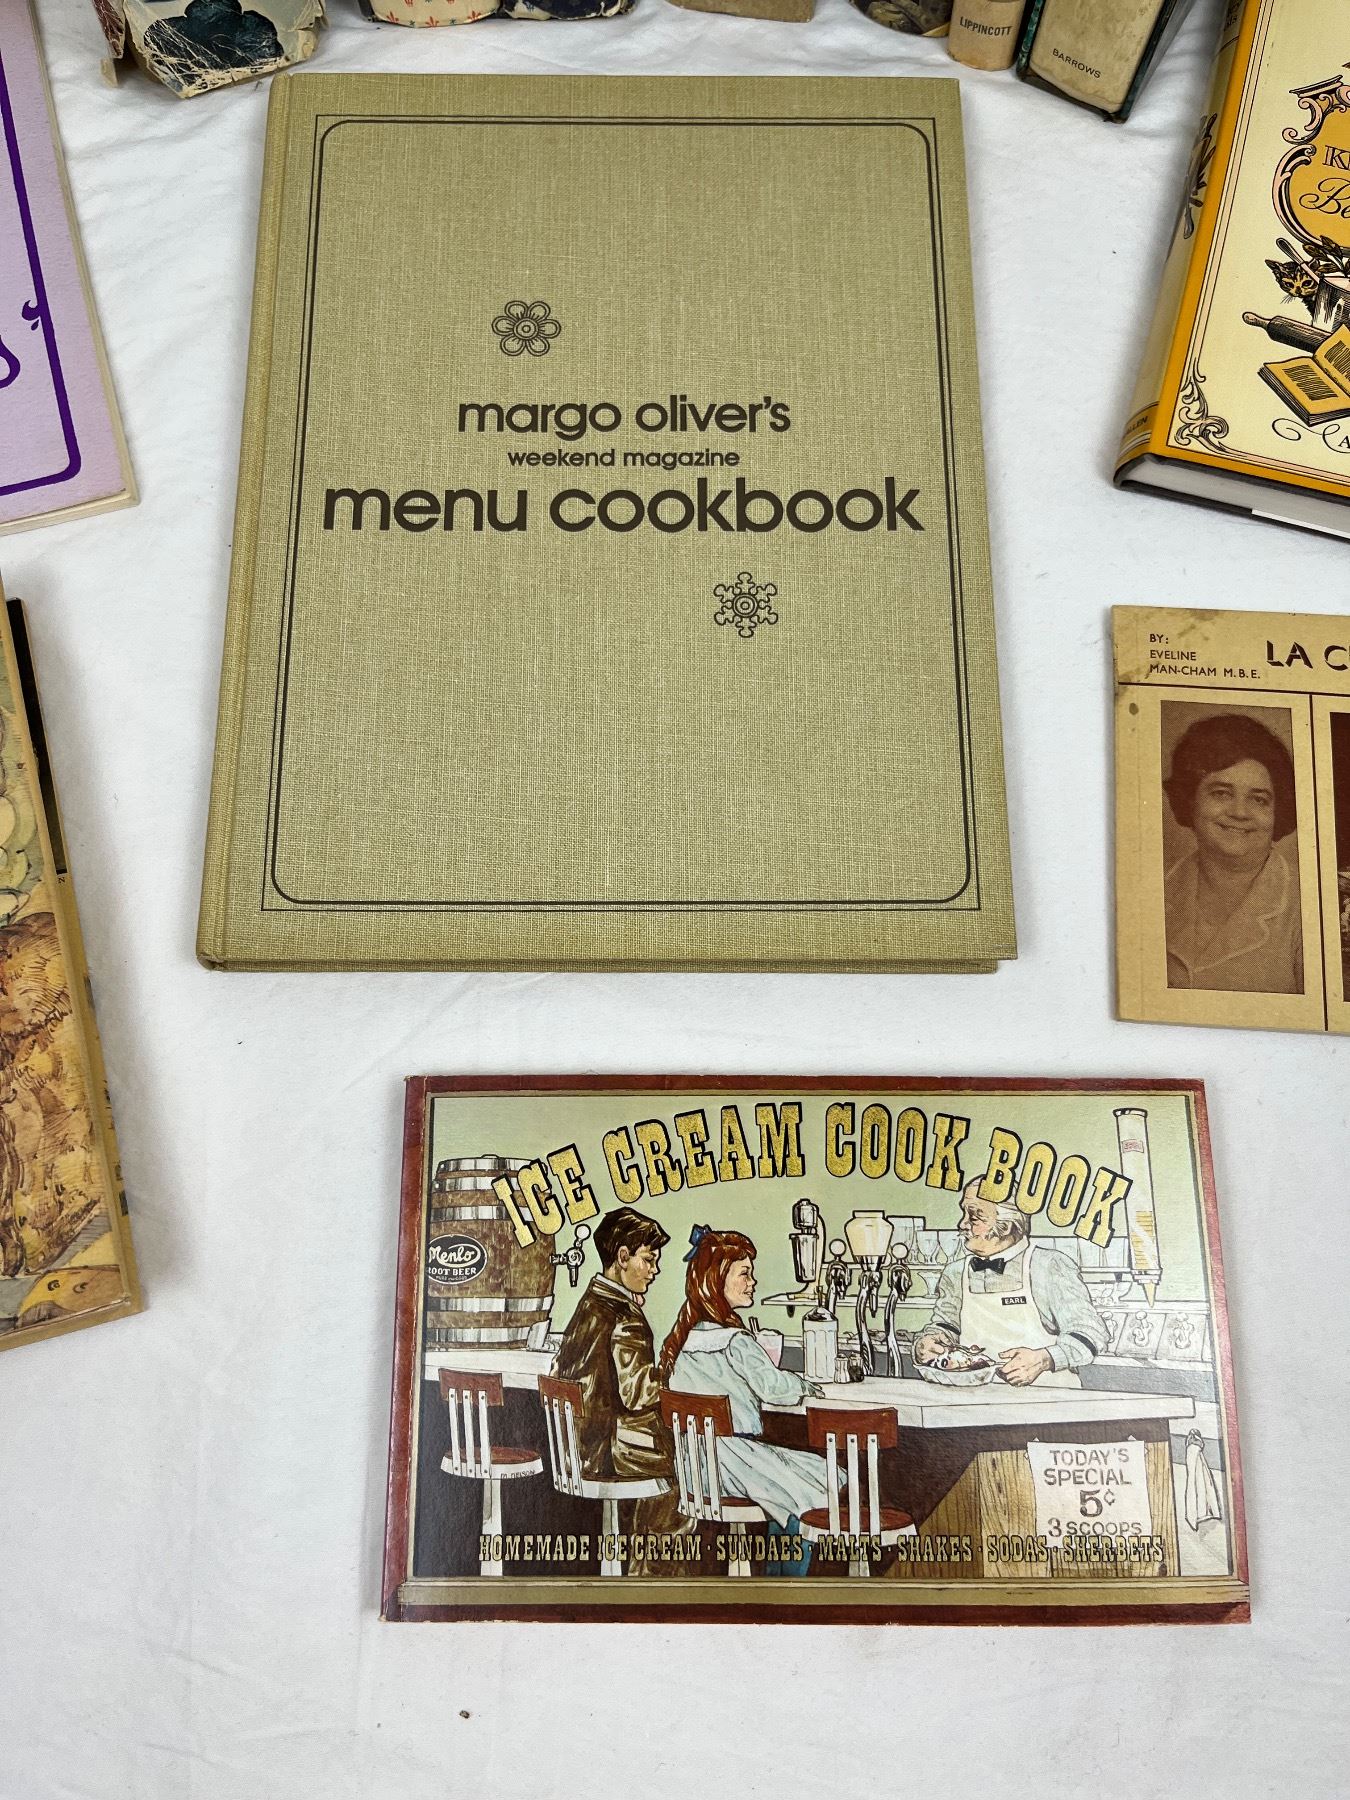 LIPPINCOTT
BARROWS
margo oliver's
weekend magazine
menu cookbook
BY:
EVELINE
MAN-CHAM M.B.E.
LA
ICE CREAM COOK BOOK
Menlo
ROOT BEER
EARL
TODAY'S
SPECIAL
5¢
3 SCOOPS
HOMEMADE ICE CREAM · SUNDAES · MALTS · SHAKES · SODAS · SHERBETS